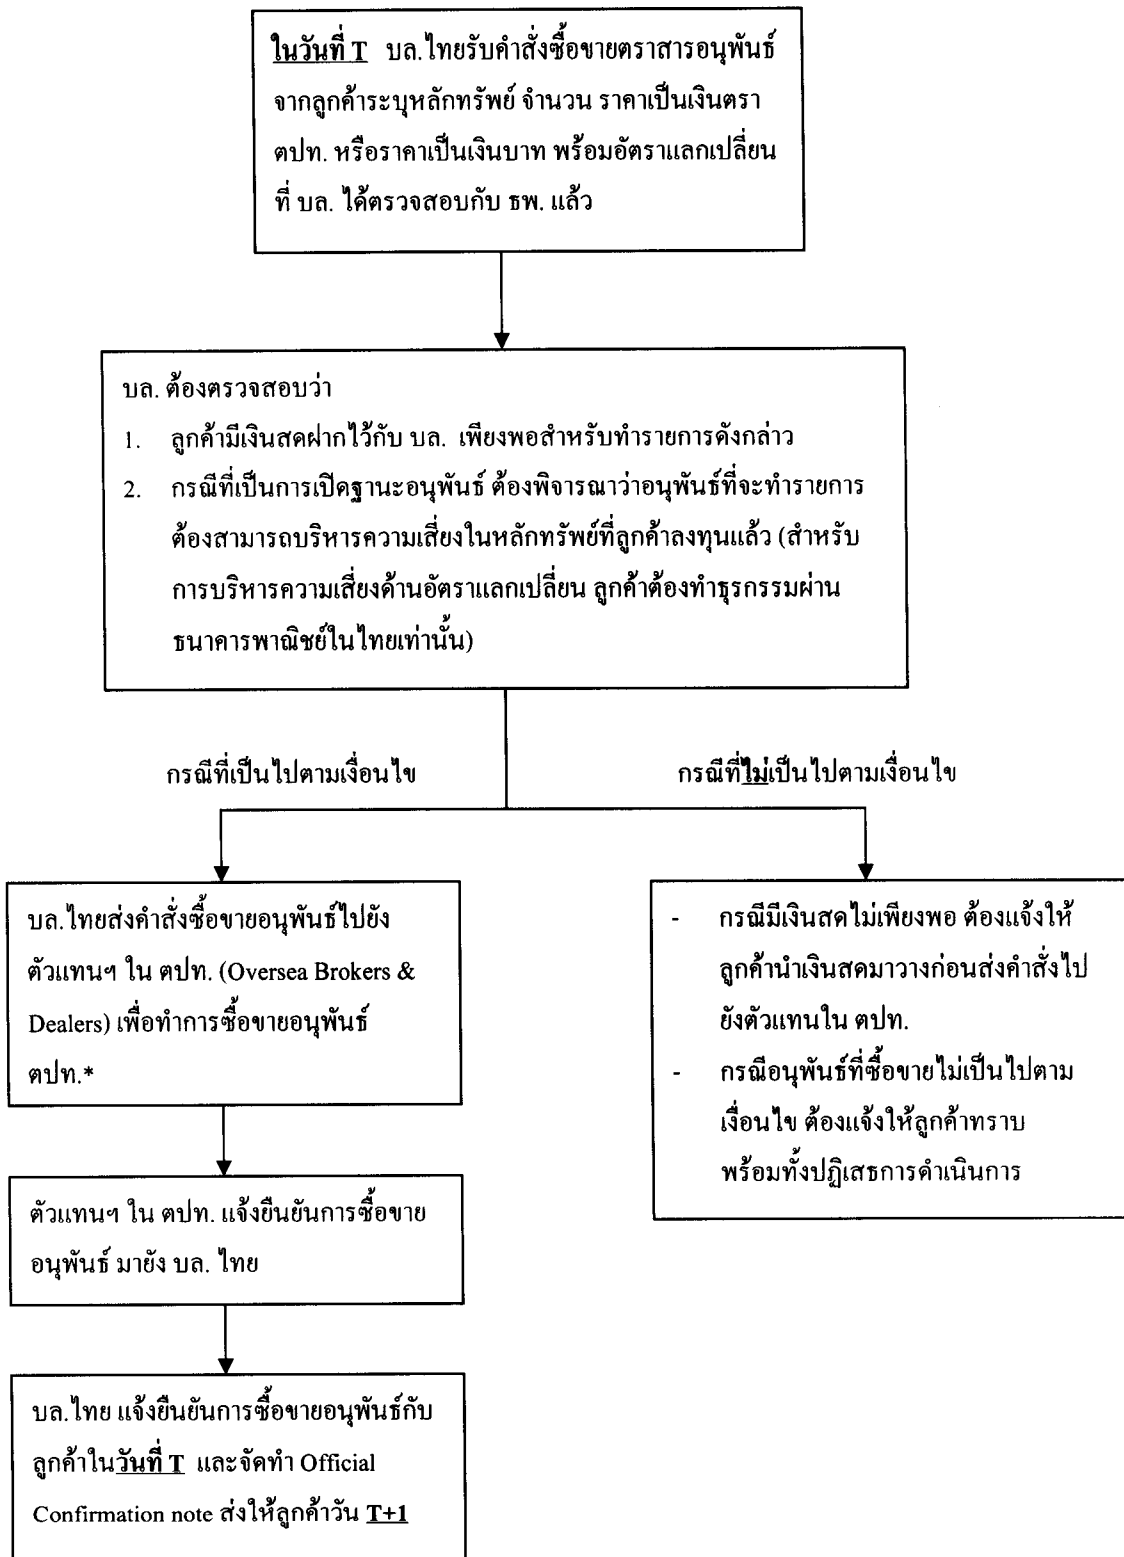 ในวันที่ T บล.ไทยรับคำสั่งซื้อขายตราสารอนุพันธ์
จากลูกค้าระบุหลักทรัพย์ จำนวน ราคาเป็นเงินตรา
ตปท. หรือราคาเป็นเงินบาท พร้อมอัตราแลกเปลี่ยน
ที่ บล. ได้ตรวจสอบกับ ธพ. แล้ว
บล. ต้องตรวจสอบว่า
1. ลูกค้ามีเงินสดฝากไว้กับ บล. เพียงพอสำหรับทำรายการดังกล่าว
2. กรณีที่เป็นการเปิดฐานะอนุพันธ์ ต้องพิจารณาว่าอนุพันธ์ที่จะทำรายการ
ต้องสามารถบริหารความเสี่ยงในหลักทรัพย์ที่ลูกค้าลงทุนแล้ว (สำหรับ
การบริหารความเสี่ยงด้านอัตราแลกเปลี่ยน ลูกค้าต้องทำธุรกรรมผ่าน
ธนาคารพาณิชย์ในไทยเท่านั้น)
กรณีที่เป็นไปตามเงื่อนไข
กรณีที่ไม่เป็นไปตามเงื่อนไข
บล.ไทยส่งคำสั่งซื้อขายอนุพันธ์ไปยัง
ตัวแทนฯ ใน ตปท. (Oversea Brokers &
Dealers) เพื่อทำการซื้อขายอนุพันธ์
ตปท.*
- กรณีมีเงินสดไม่เพียงพอ ต้องแจ้งให้
ลูกค้านำเงินสดมาวางก่อนส่งคำสั่งไป
ยังตัวแทนใน ตปท.
- กรณีอนุพันธ์ที่ซื้อขายไม่เป็นไปตาม
เงื่อนไข ต้องแจ้งให้ลูกค้าทราบ
พร้อมทั้งปฏิเสธการดำเนินการ
ตัวแทนฯ ใน ตปท. แจ้งยืนยันการซื้อขาย
อนุพันธ์ มายัง บล. ไทย
บล.ไทย แจ้งยืนยันการซื้อขายอนุพันธ์กับ
ลูกค้าในวันที่ T และจัดทำ Official
Confirmation note ส่งให้ลูกค้าวัน T+1